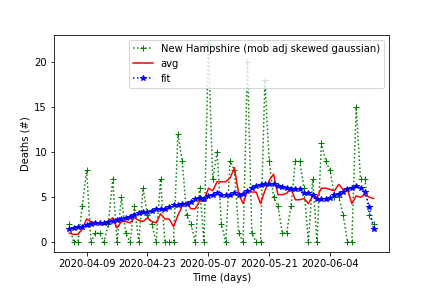 New Hampshire (mob adj skewed gaussian)
avg
fit
20
15
10
5
0
Deaths (#)
2020-04-09 2020-04-23 2020-05-07 2020-05-21 2020-06-04
Time (days)